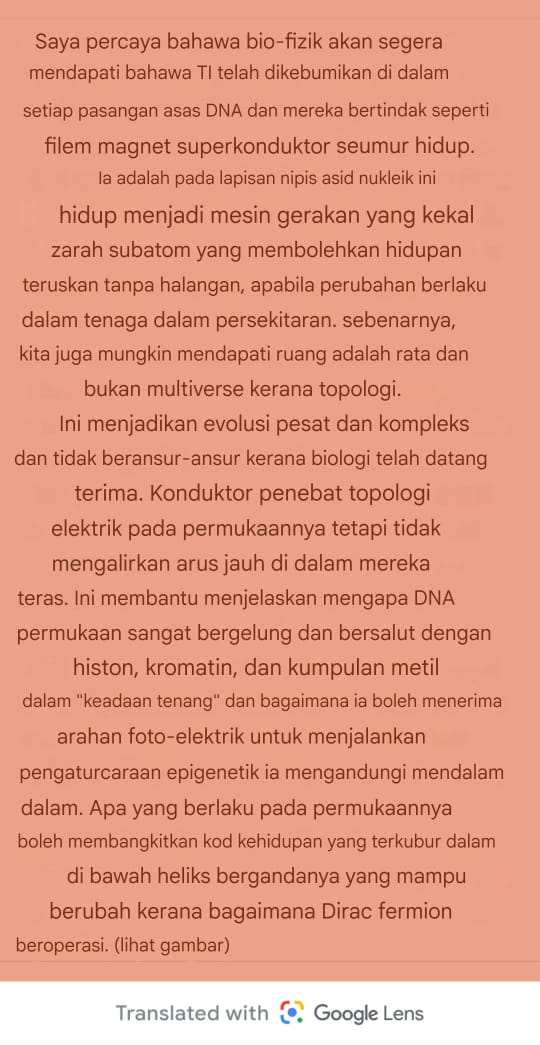 Saya percaya bahawa bio-fizik akan segera
mendapati bahawa TI telah dikebumikan di dalam
setiap pasangan asas DNA dan mereka bertindak seperti
filem magnet superkonduktor seumur hidup.
Ia adalah pada lapisan nipis asid nukleik ini
hidup menjadi mesin gerakan yang kekal
zarah subatom yang membolehkan hidupan
teruskan tanpa halangan, apabila perubahan berlaku
dalam tenaga dalam persekitaran. sebenarnya,
kita juga mungkin mendapati ruang adalah rata dan
bukan multiverse kerana topologi.
Ini menjadikan evolusi pesat dan kompleks
dan tidak beransur-ansur kerana biologi telah datang
terima. Konduktor penebat topologi
elektrik pada permukaannya tetapi tidak
mengalirkan arus jauh di dalam mereka
teras. Ini membantu menjelaskan mengapa DNA
permukaan sangat bergelung dan bersalut dengan
histon, kromatin, dan kumpulan metil
dalam "keadaan tenang" dan bagaimana ia boleh menerima
arahan foto-elektrik untuk menjalankan
pengaturcaraan epigenetik ia mengandungi mendalam
dalam. Apa yang berlaku pada permukaannya
boleh membangkitkan kod kehidupan yang terkubur dalam
di bawah heliks bergandanya yang mampu
berubah kerana bagaimana Dirac fermion
beroperasi. (lihat gambar)
Translated with Google Lens